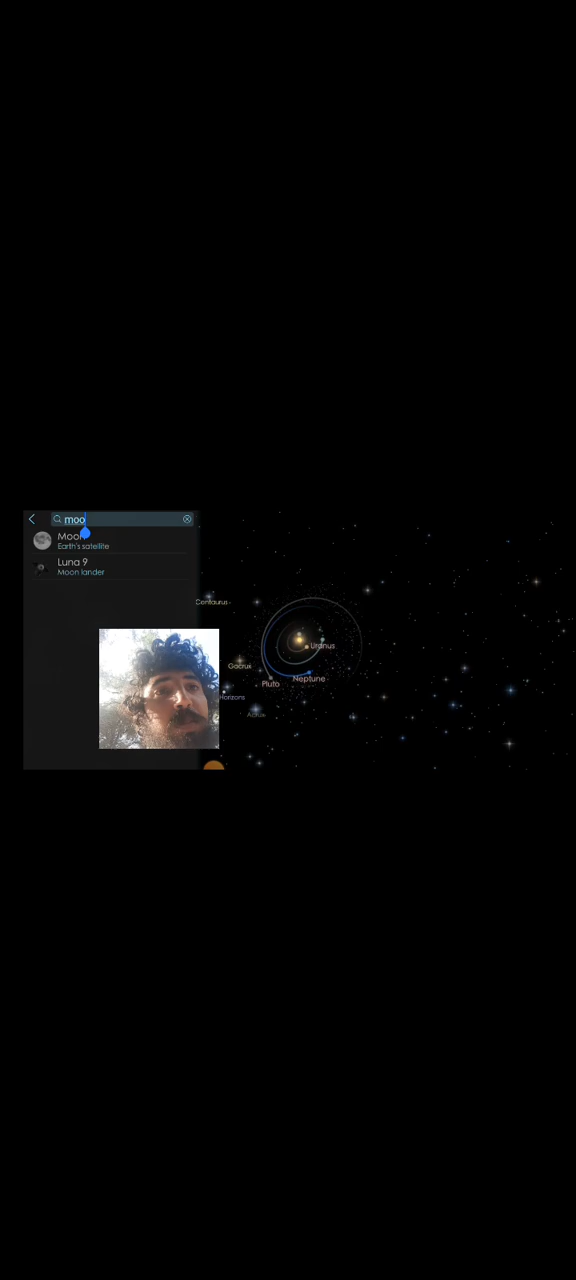 moo
Moon
Earth's satellite
Luna 9
Moon lander
Centaurus
Uranus
Gacrux
Neptune
Pluto
Horizons
Acrux